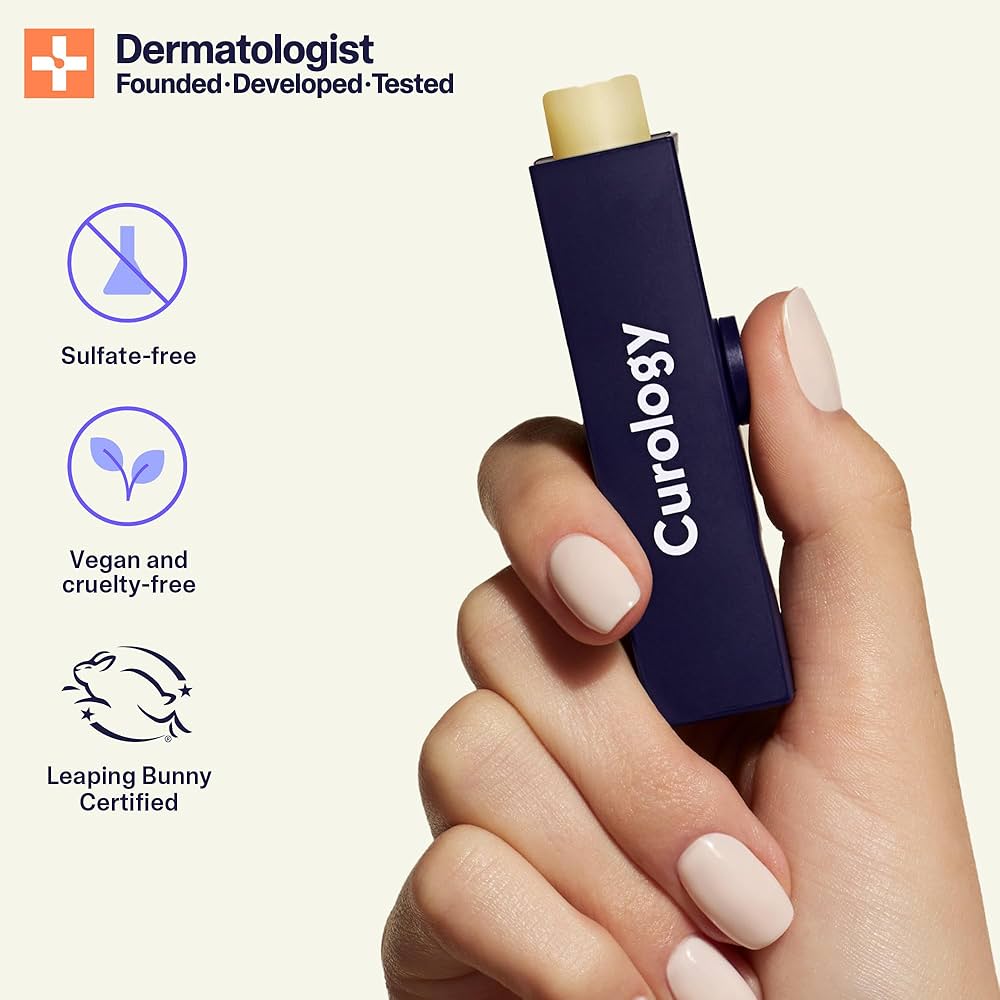 Dermatologist
Founded·Developed·Tested
Curology
Sulfate-free
Vegan and
cruelty-free
®
Leaping Bunny
Certified